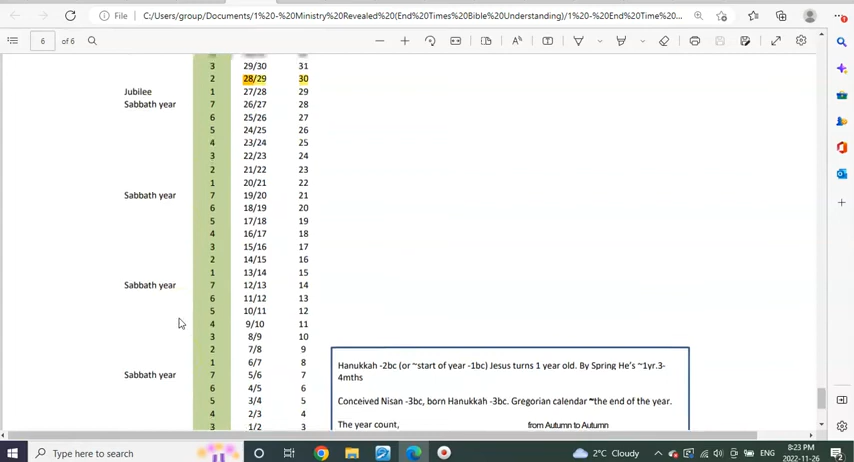 File C:/Users/group/Documents/1%20-%20Ministry%20Revealed(End%20Times%20Bible%20Understanding)/1%20-%20End%20Time...
6 of 6
3 29/30 31
2 28/29 30
Jubilee 1 27/28 29
Sabbath year 7 26/27 28
6 25/26 27
5 24/25 26
4 23/24 25
3 22/23 24
2 21/22 23
1 20/21 22
Sabbath year 7 19/20 21
6 18/19 20
5 17/18 19
4 16/17 18
3 15/16 17
2 14/15 16
1 13/14 15
Sabbath year 7 12/13 14
6 11/12 13
5 10/11 12
4 9/10 11
3 8/9 10
2 7/8 9
1 6/7 8
Sabbath year 7 5/6 7
6 4/5 6
5 3/4 5
4 2/3 4
3 1/2 3
Hanukkah -2bc (or ~start of year -1bc) Jesus turns 1 year old. By Spring He's ~1yr.3-
4mths
Conceived Nisan -3bc, born Hanukkah -3bc. Gregorian calendar ~the end of the year.
The year count, from Autumn to Autumn
Type here to search
2°C Cloudy
ENG
8:23 PM
2022-11-26